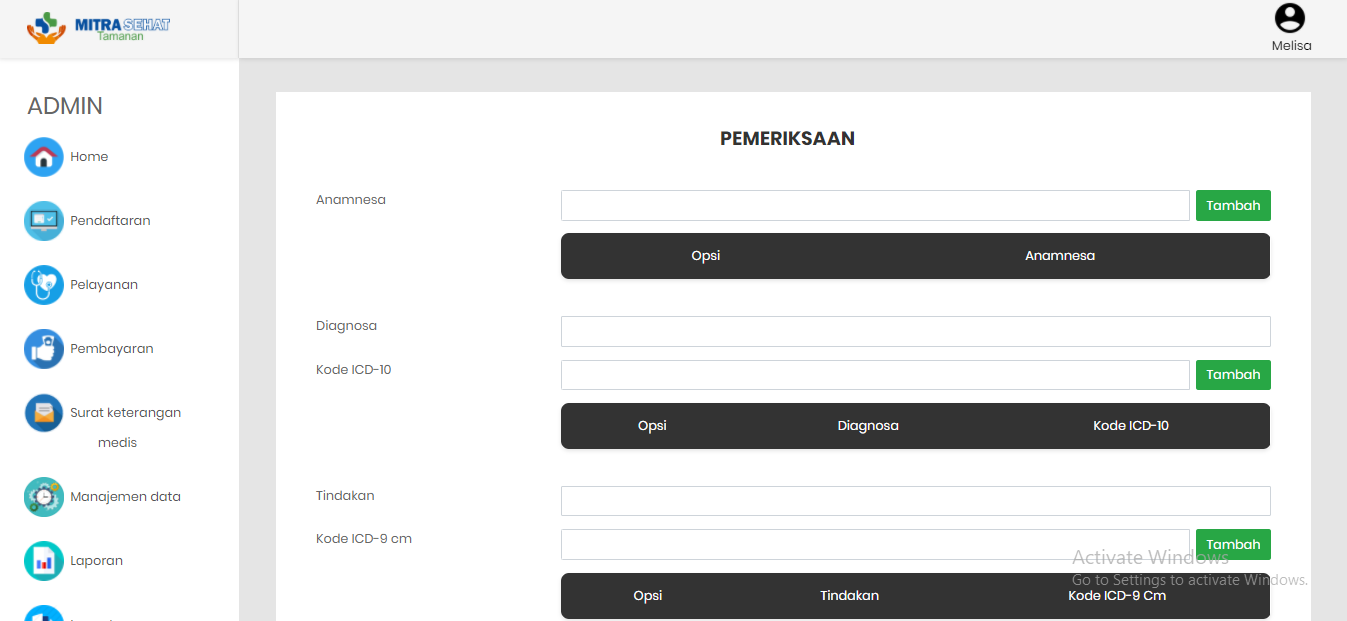 MITRA SEHAT
Tamanan
Melisa
ADMIN
Home
Pendaftaran
Pelayanan
Pembayaran
Surat keterangan
medis
Manajemen data
Laporan
PEMERIKSAAN
Anamnesa
Tambah
Opsi Anamnesa
Diagnosa
Kode ICD-10
Tambah
Opsi Diagnosa Kode ICD-10
Tindakan
Kode ICD-9 cm
Tambah
Opsi Tindakan Kode ICD-9 Cm
Activate Windows
Go to Settings to activate Windows.